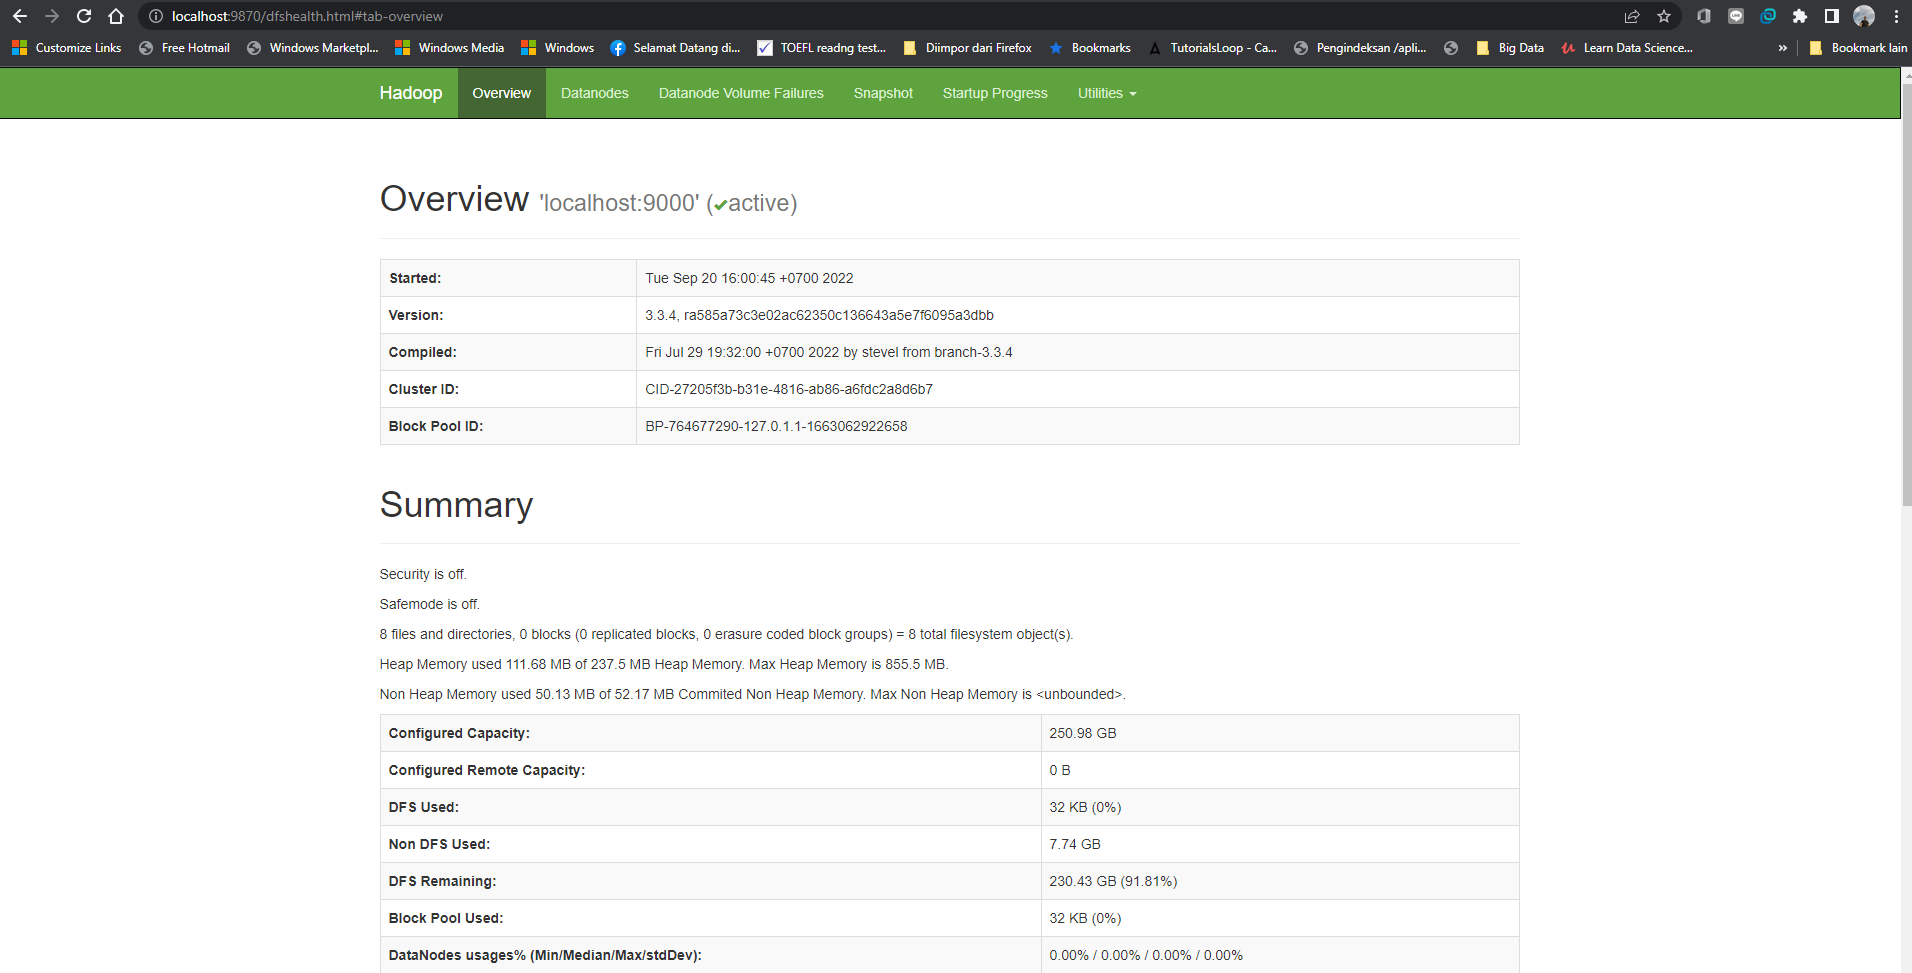 localhost:9870/dfshealth.html#tab-overview
Customize Links Free Hotmail Windows Marketpl... Windows Media Windows Selamat Datang di... TOEFL readng test... Diimpor dari Firefox Bookmarks TutorialsLoop - Ca... Pengindeksan /apli... Big Data Learn Data Science... » Bookmark lain
Hadoop Overview Datanodes Datanode Volume Failures Snapshot Startup Progress Utilities
Overview 'localhost:9000' (✔active)
Started: Tue Sep 20 16:00:45 +0700 2022
Version: 3.3.4, ra585a73c3e02ac62350c136643a5e7f6095a3dbb
Compiled: Fri Jul 29 19:32:00 +0700 2022 by stevel from branch-3.3.4
Cluster ID: CID-27205f3b-b31e-4816-ab86-a6fdc2a8d6b7
Block Pool ID: BP-764677290-127.0.1.1-1663062922658
Summary
Security is off.
Safemode is off.
8 files and directories, 0 blocks (0 replicated blocks, 0 erasure coded block groups) = 8 total filesystem object(s).
Heap Memory used 111.68 MB of 237.5 MB Heap Memory. Max Heap Memory is 855.5 MB.
Non Heap Memory used 50.13 MB of 52.17 MB Commited Non Heap Memory. Max Non Heap Memory is <unbounded>.
Configured Capacity: 250.98 GB
Configured Remote Capacity: 0 B
DFS Used: 32 KB (0%)
Non DFS Used: 7.74 GB
DFS Remaining: 230.43 GB (91.81%)
Block Pool Used: 32 KB (0%)
DataNodes usages% (Min/Median/Max/stdDev): 0.00% / 0.00% / 0.00% / 0.00%